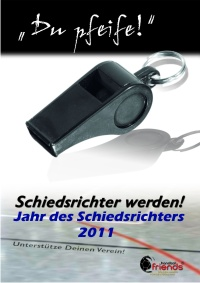 „Du pfeife!“
Schiedsrichter werden!
Jahr des Schiedsrichters
2011
Unterstütze Deinen Verein!
friends